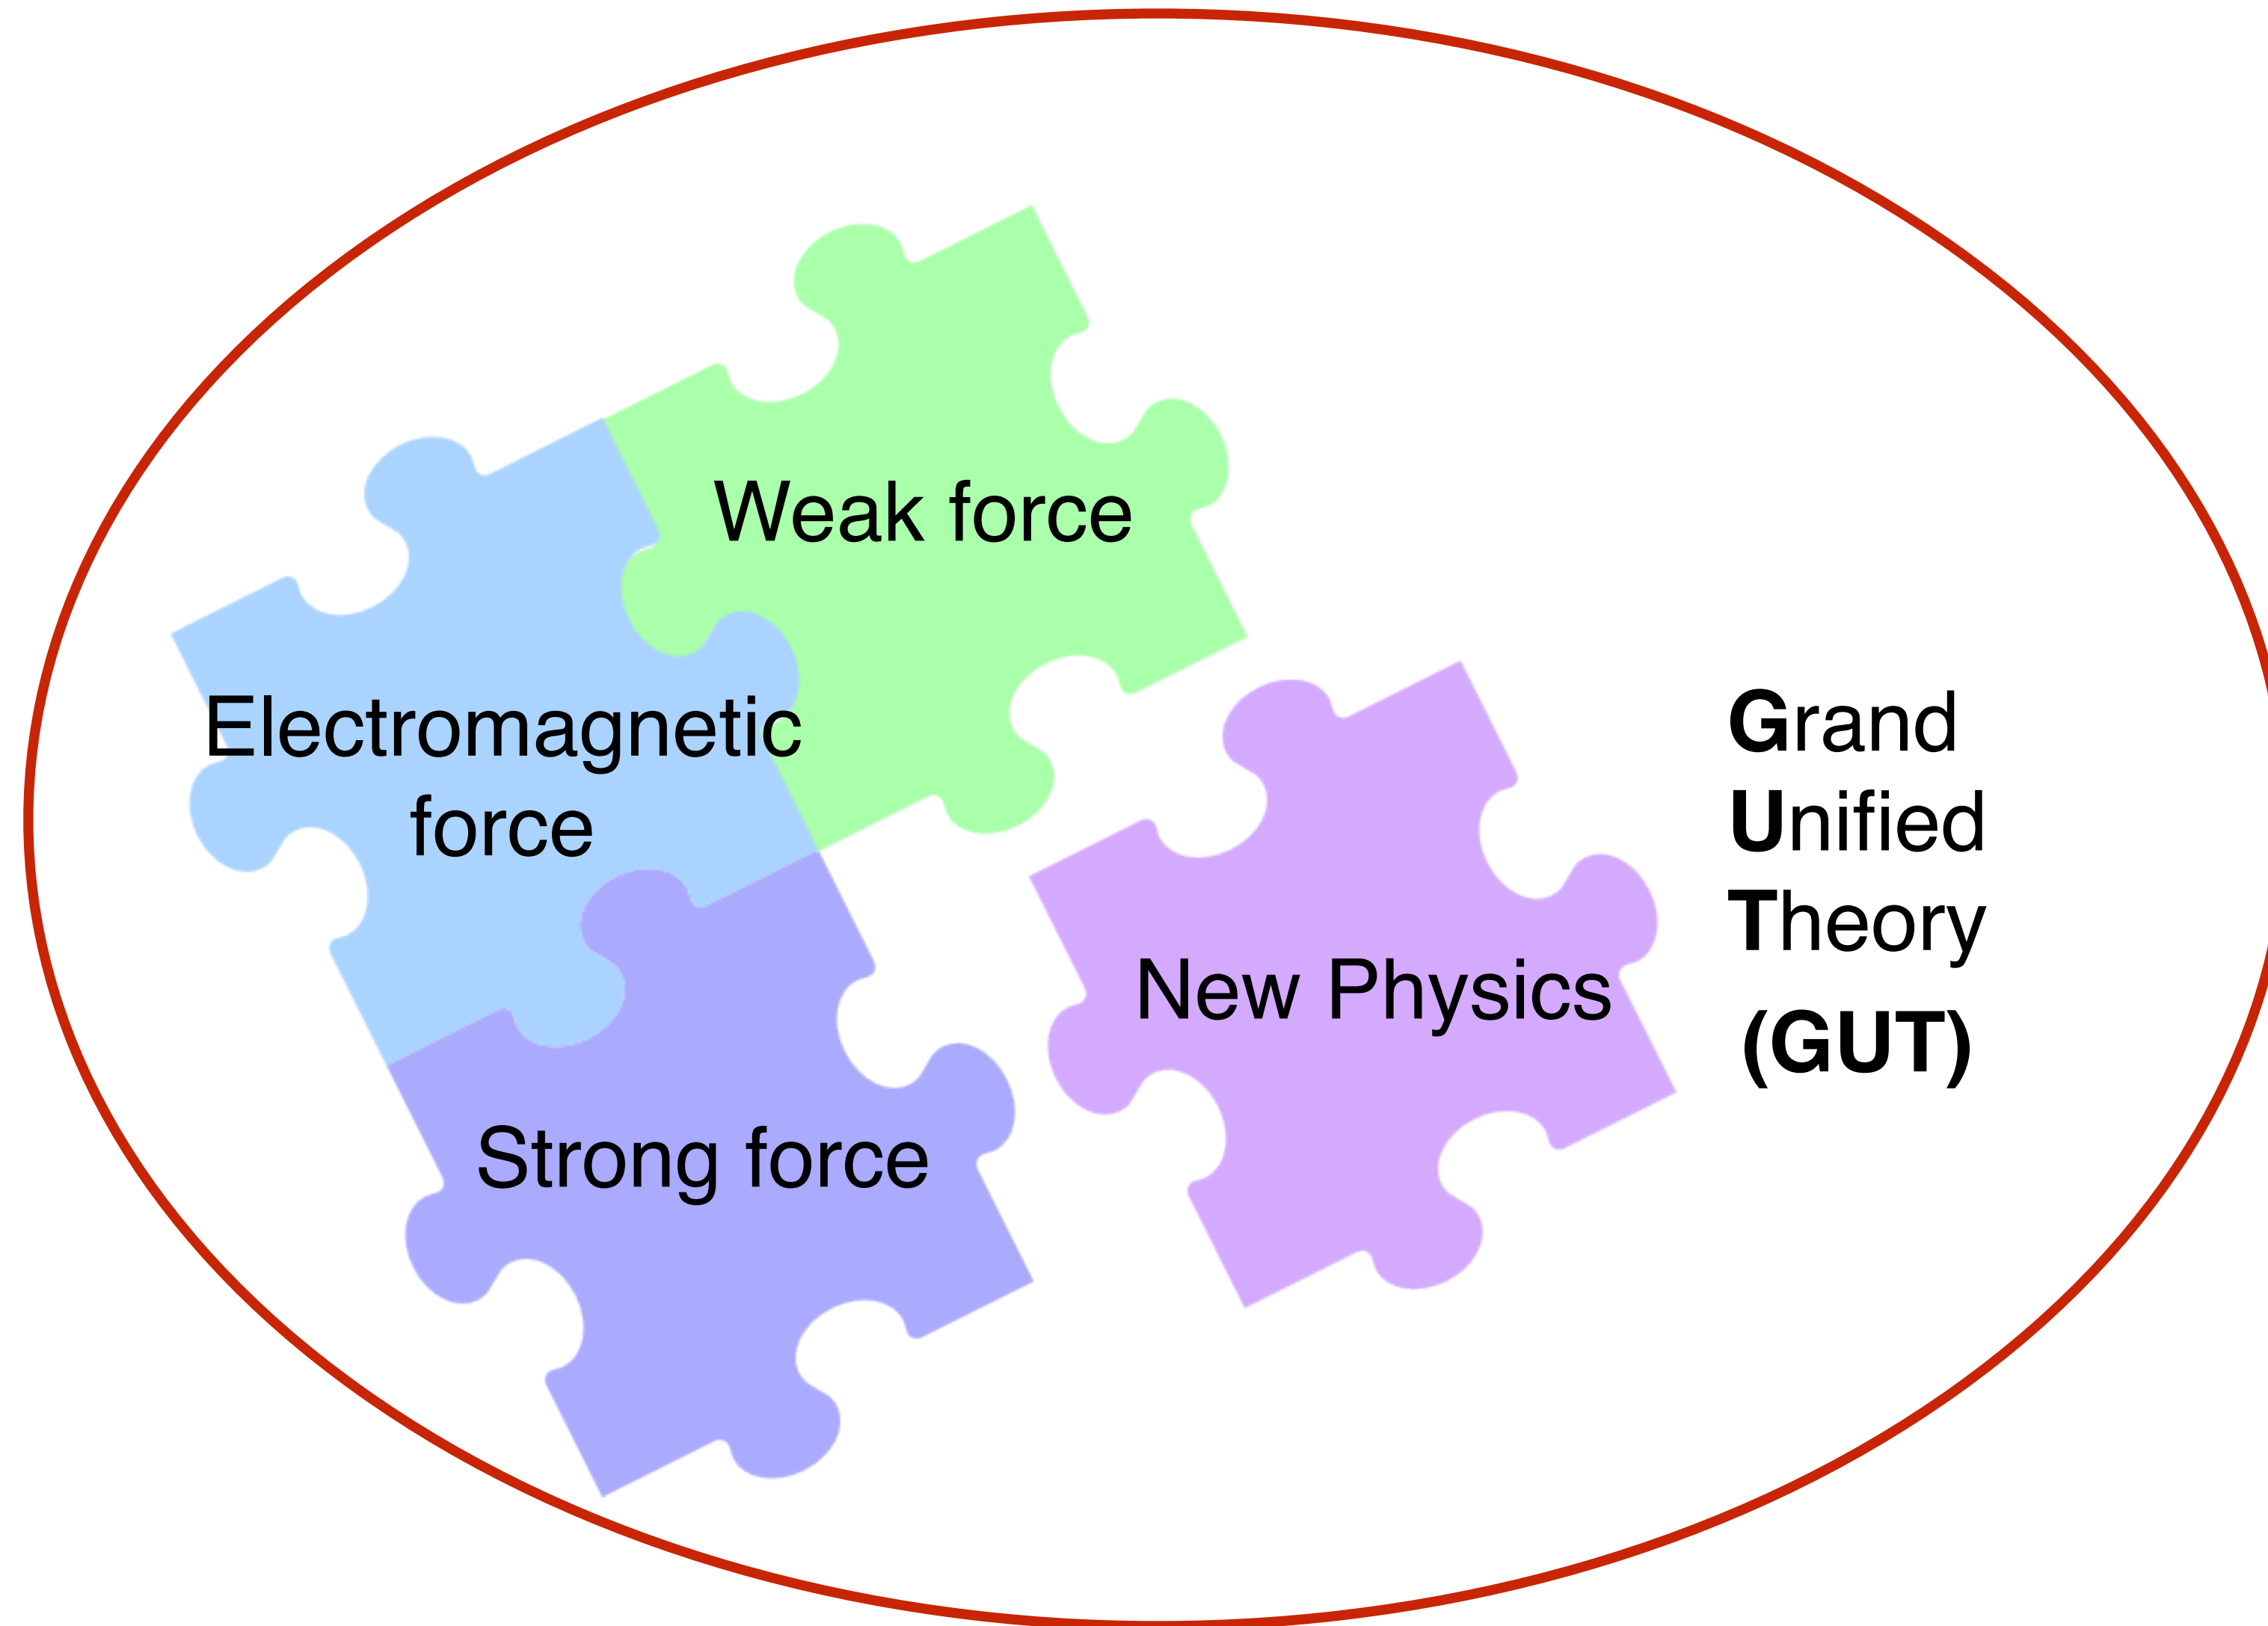 Weak force
Electromagnetic
force
Strong force
New Physics
Grand
Unified
Theory
(GUT)